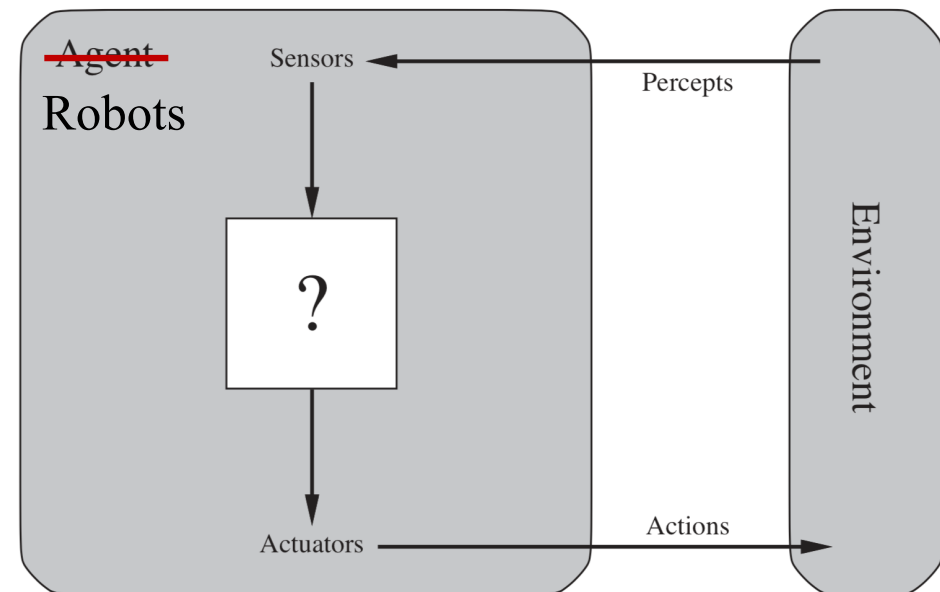 Agent
Sensors
Percepts
Robots
?
Environment
Actions
Actuators